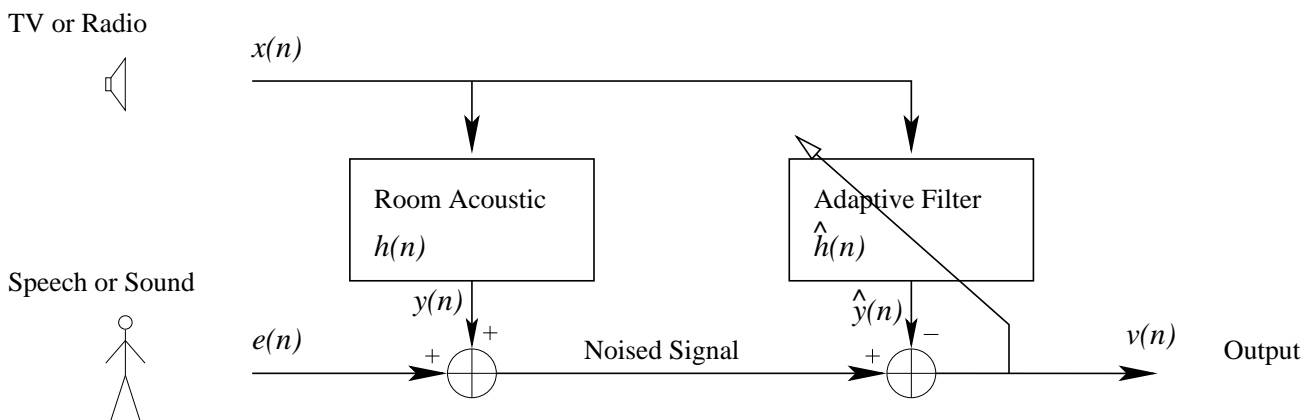 TV or Radio
x(n)
Room Acoustic
h(n)
Adaptive Filter
ĥ(n)
Speech or Sound
y(n)
ŷ(n)
+
−
e(n)
+
Noised Signal
+
v(n)
Output